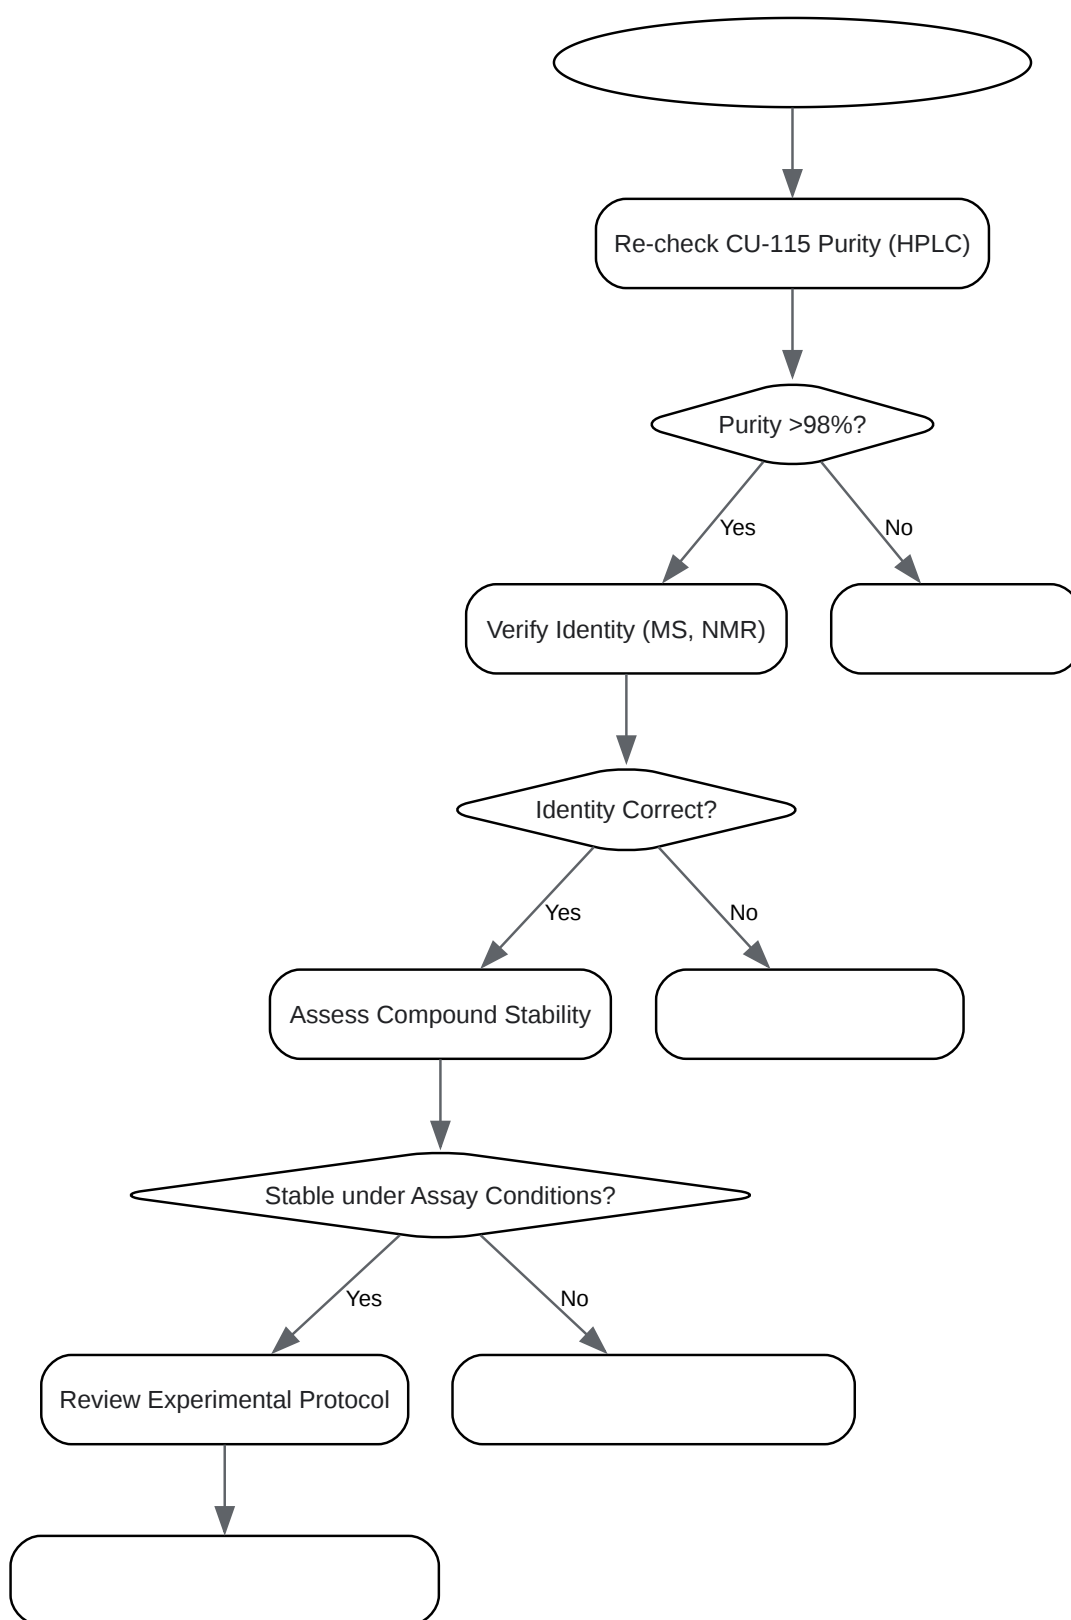 Re-check CU-115 Purity (HPLC)
Purity >98%?
Yes
No
Verify Identity (MS, NMR)
Identity Correct?
Yes
No
Assess Compound Stability
Stable under Assay Conditions?
Yes
No
Review Experimental Protocol